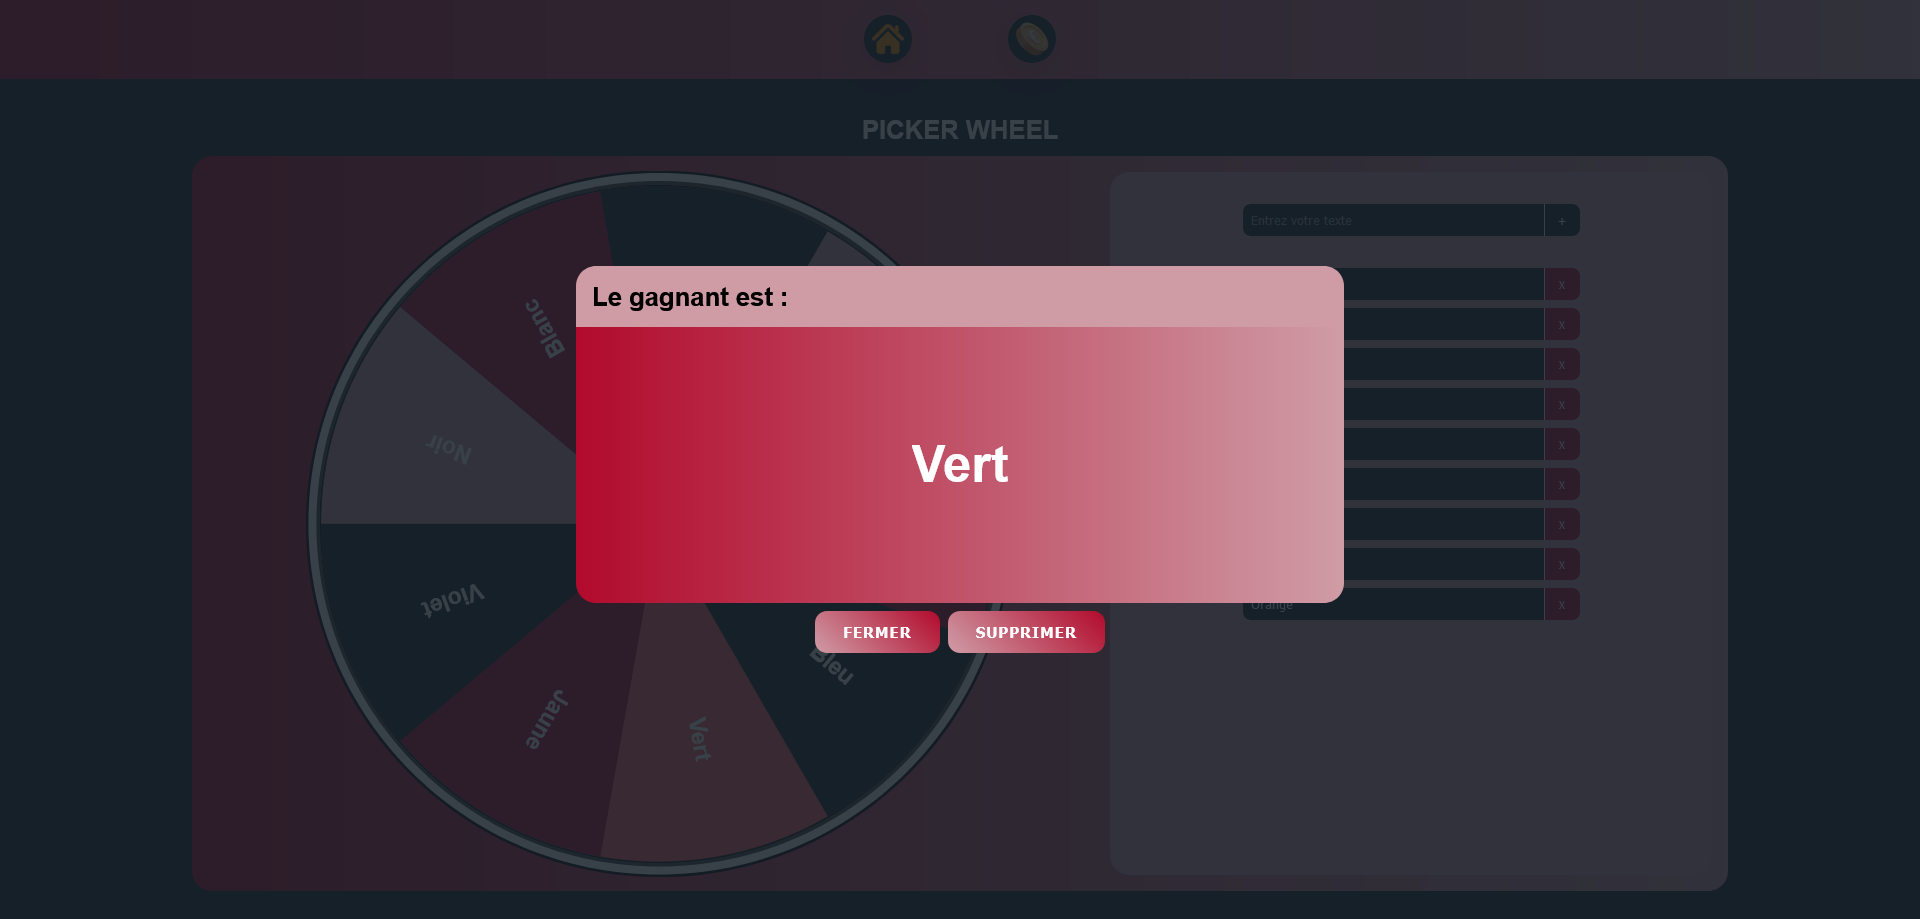 PICKER WHEEL
Entrez votre texte
+
Blanc
Noir
Violet
Jaune
Vert
Bleu
Le gagnant est :
Vert
FERMER
SUPPRIMER
X
X
X
X
X
X
X
X
Orange
X